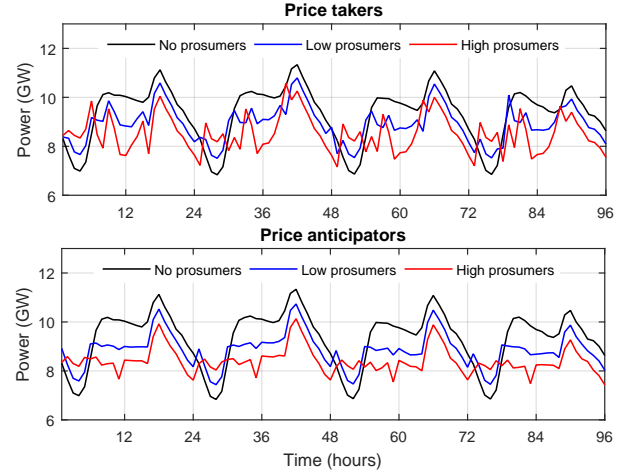 Price takers
No prosumers Low prosumers High prosumers
12
10
8
6
Power (GW)
12 24 36 48 60 72 84 96
Price anticipators
No prosumers Low prosumers High prosumers
12
10
8
6
Power (GW)
12 24 36 48 60 72 84 96
Time (hours)